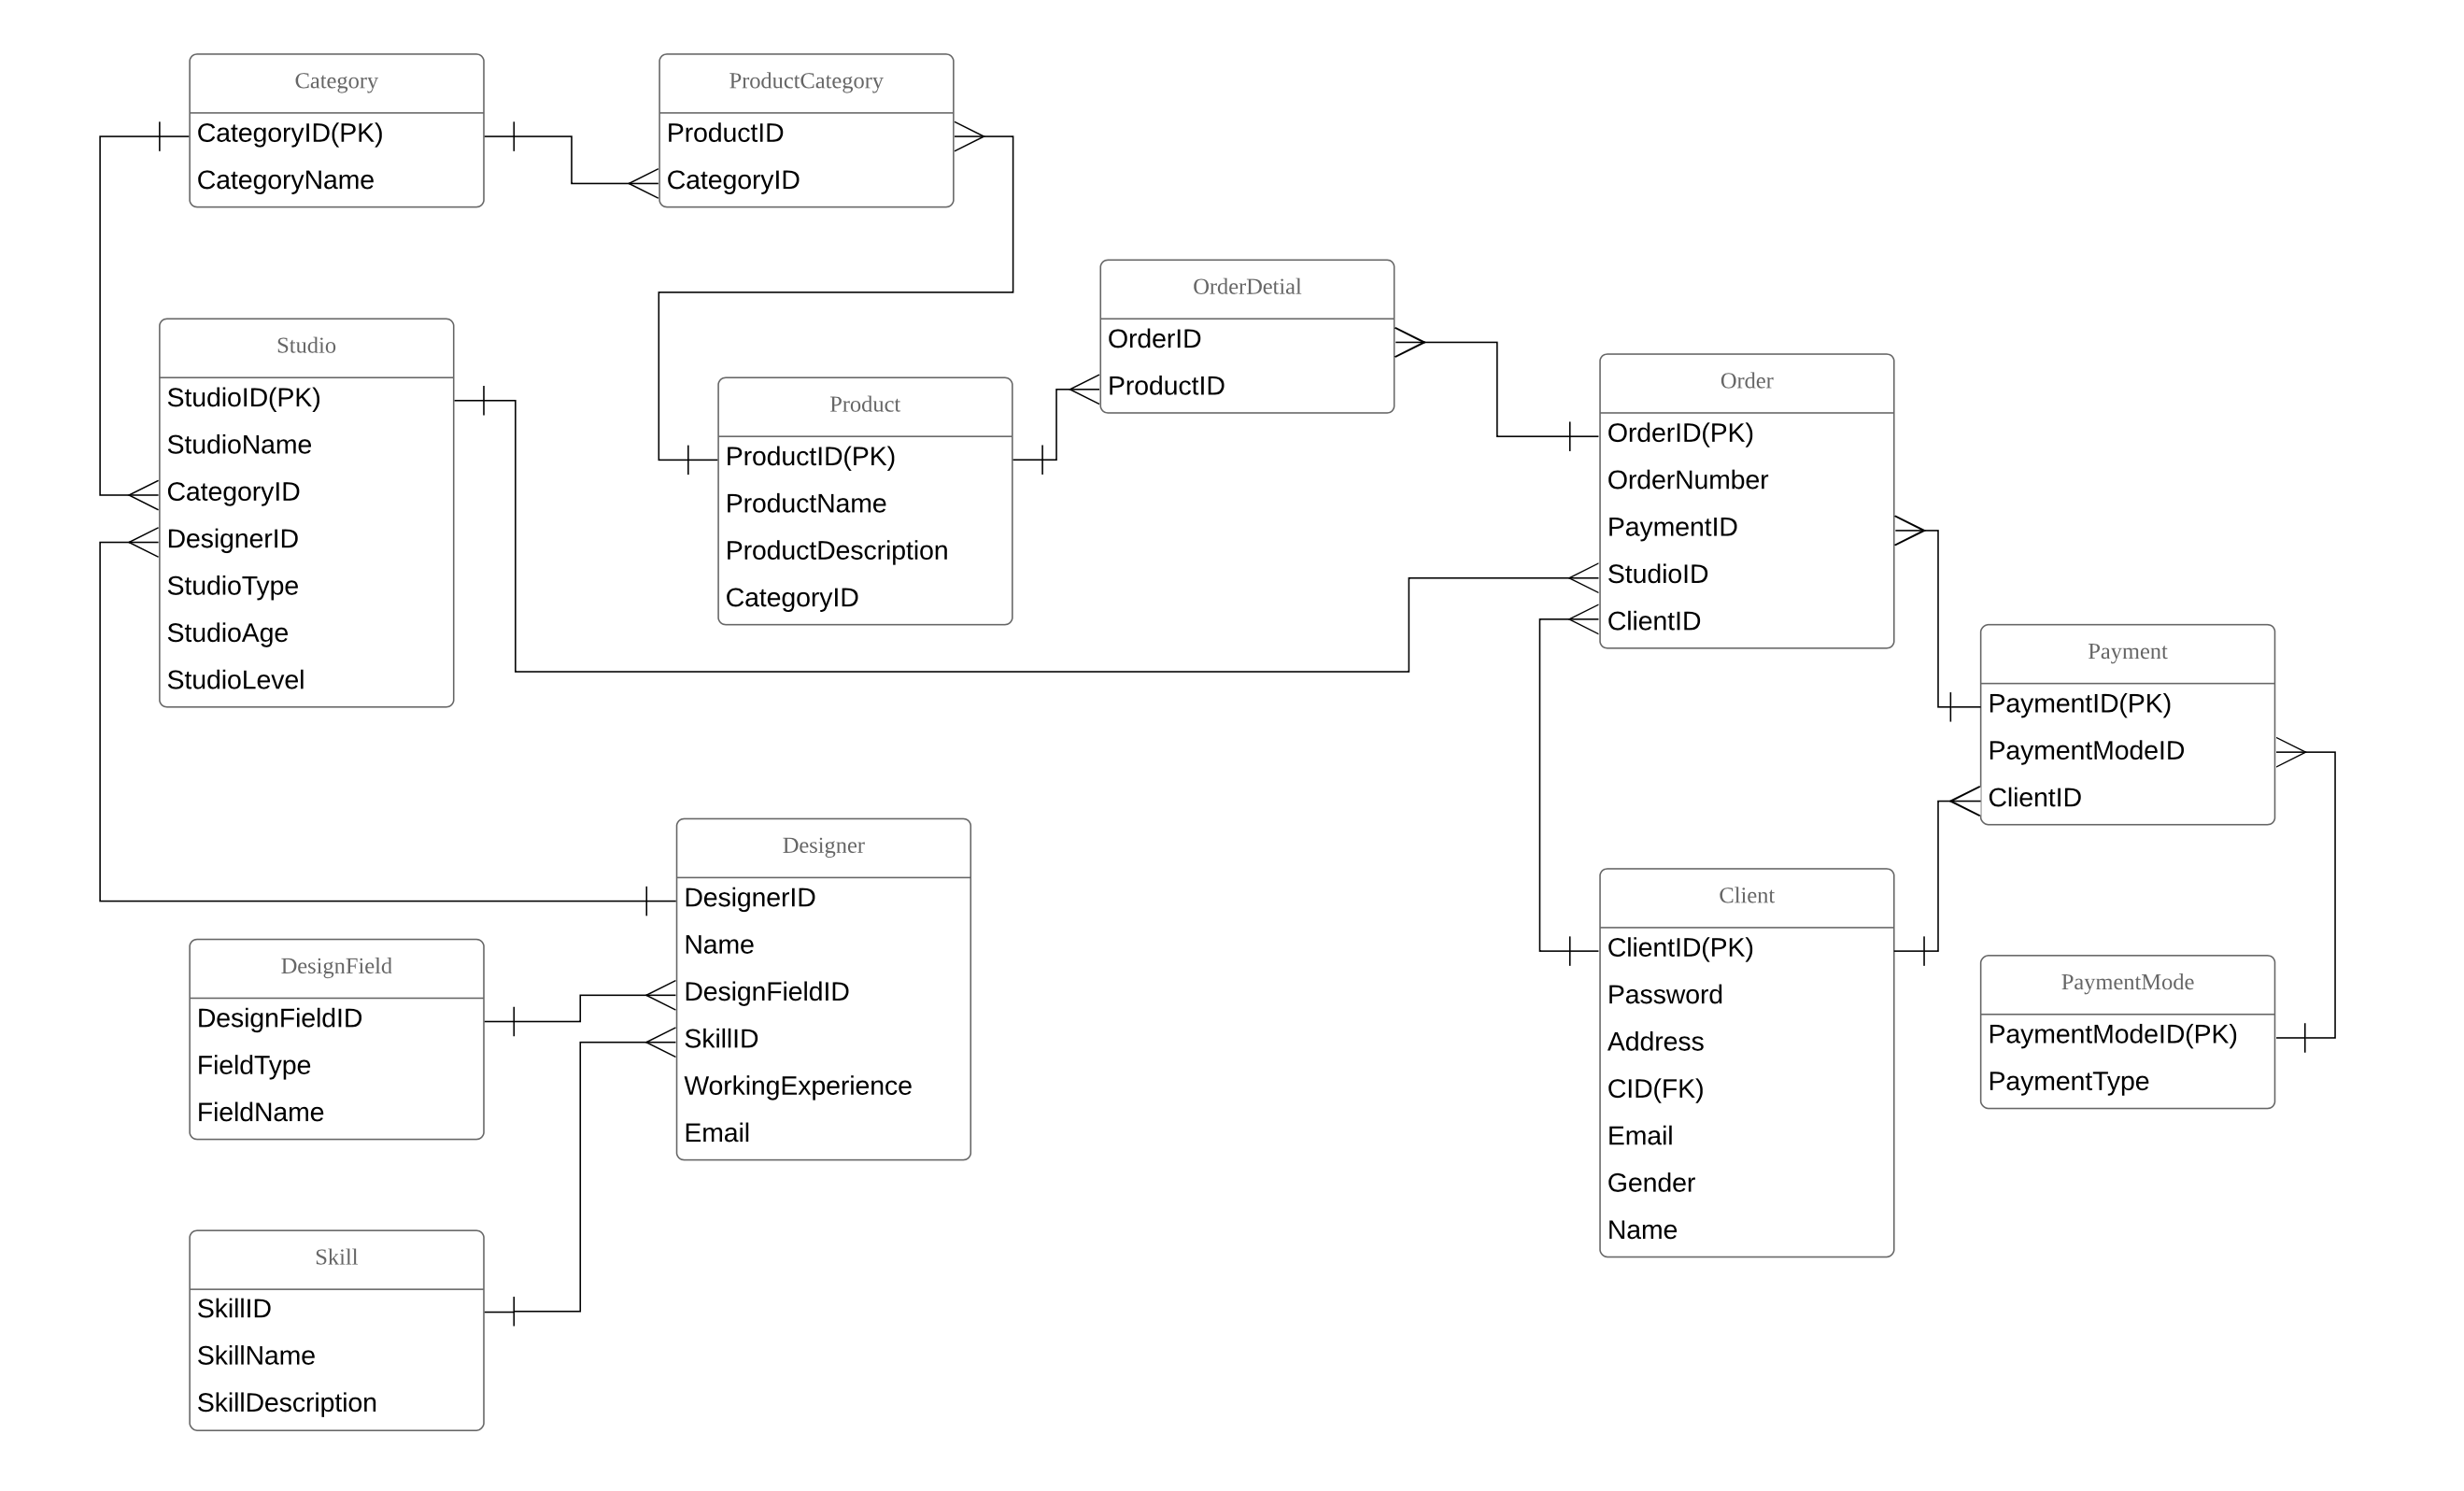 Category
CategoryID(PK)
CategoryName
ProductCategory
ProductID
CategoryID
Studio
StudioID(PK)
StudioName
CategoryID
DesignerID
StudioType
StudioAge
StudioLevel
Product
ProductID(PK)
ProductName
ProductDescription
CategoryID
OrderDetial
OrderID
ProductID
Order
OrderID(PK)
OrderNumber
PaymentID
StudioID
ClientID
Payment
PaymentID(PK)
PaymentModeID
ClientID
Designer
DesignerID
Name
DesignFieldID
SkillID
WorkingExperience
Email
DesignField
DesignFieldID
FieldType
FieldName
Client
ClientID(PK)
Password
Address
CID(FK)
Email
Gender
Name
PaymentMode
PaymentModeID(PK)
PaymentType
Skill
SkillID
SkillName
SkillDescription